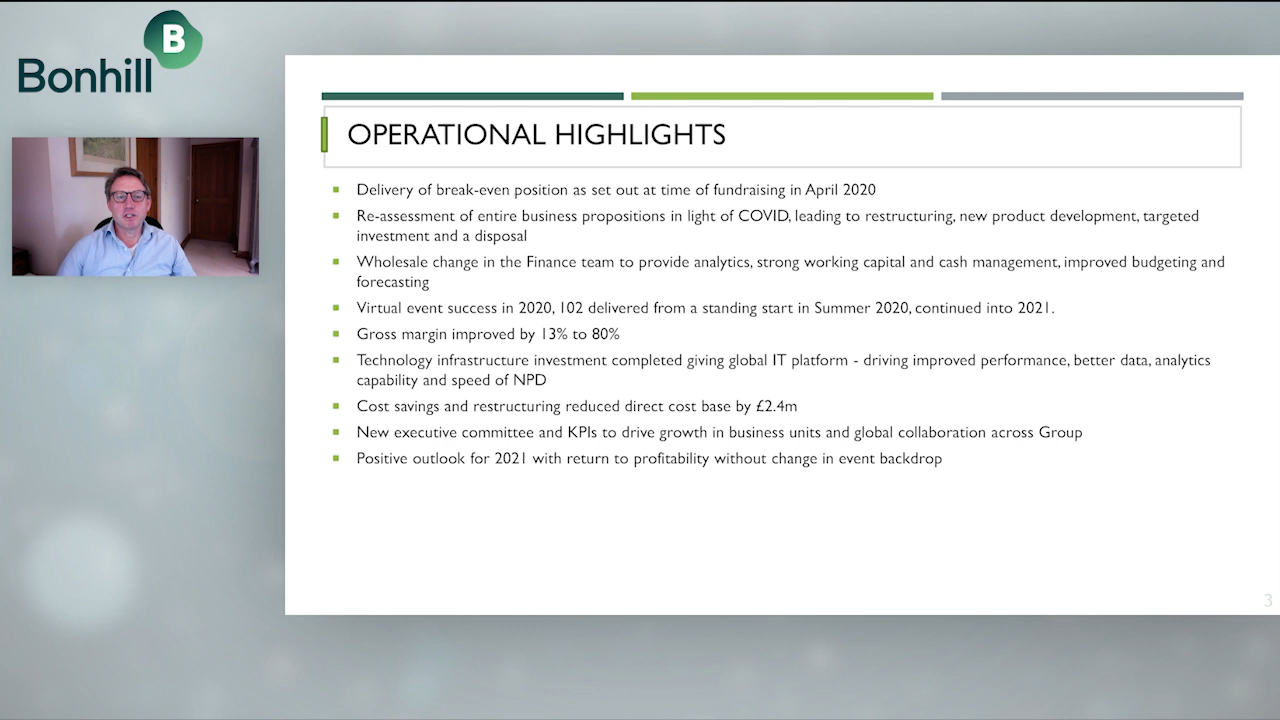 B
Bonhill
OPERATIONAL HIGHLIGHTS
Delivery of break-even position as set out at time of fundraising in April 2020
Re-assessment of entire business propositions in light of COVID, leading to restructuring, new product development, targeted
investment and a disposal
Wholesale change in the Finance team to provide analytics, strong working capital and cash management, improved budgeting and
forecasting
Virtual event success in 2020, 102 delivered from a standing start in Summer 2020, continued into 2021.
Gross margin improved by 13% to 80%
Technology infrastructure investment completed giving global IT platform - driving improved performance, better data, analytics
capability and speed of NPD
Cost savings and restructuring reduced direct cost base by £2.4m
New executive committee and KPIs to drive growth in business units and global collaboration across Group
Positive outlook for 2021 with return to profitability without change in event backdrop
3